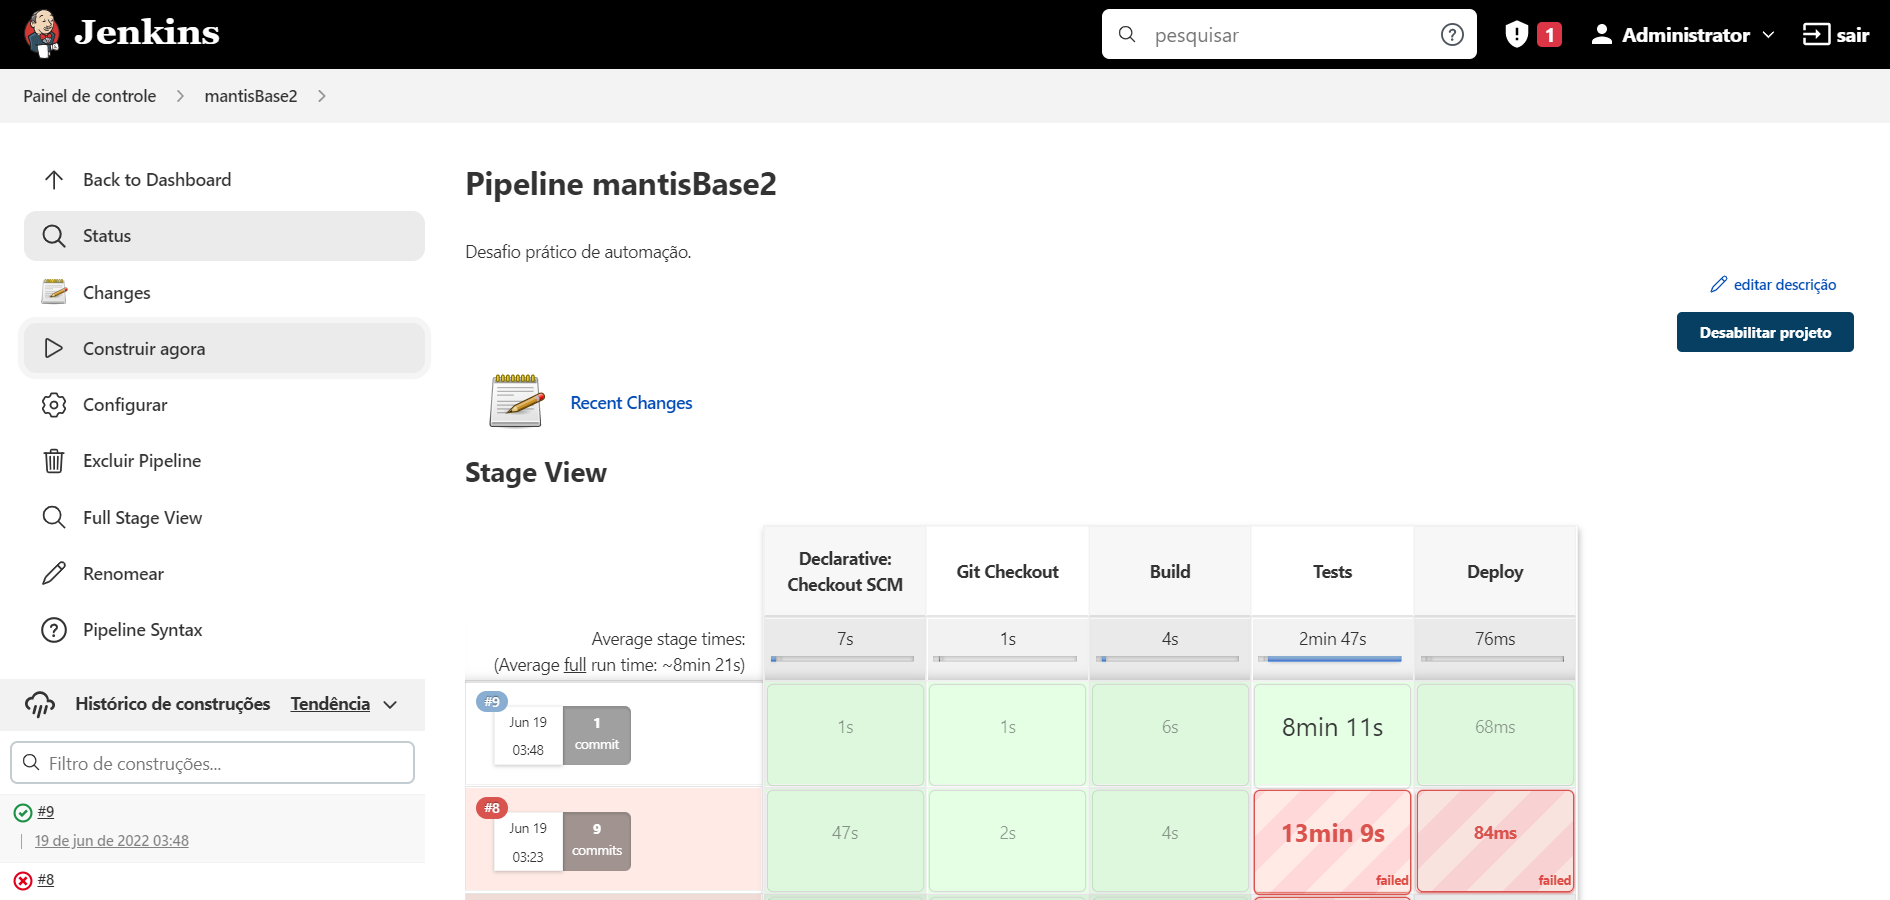 Jenkins
pesquisar
1
Administrator
sair
Painel de controle
mantisBase2
Back to Dashboard
Status
Changes
Construir agora
Configurar
Excluir Pipeline
Full Stage View
Renomear
Pipeline Syntax
Histórico de construções
Tendência
Filtro de construções...
#9
19 de jun de 2022 03:48
#8
Pipeline mantisBase2
Desafio prático de automação.
editar descrição
Desabilitar projeto
Recent Changes
Stage View
Declarative:
Checkout SCM
Git Checkout
Build
Tests
Deploy
Average stage times:
(Average full run time: ~8min 21s)
7s
1s
4s
2min 47s
76ms
#9
Jun 19
03:48
1
commit
1s
1s
6s
8min 11s
68ms
#8
Jun 19
03:23
9
commits
47s
2s
4s
13min 9s
failed
84ms
failed